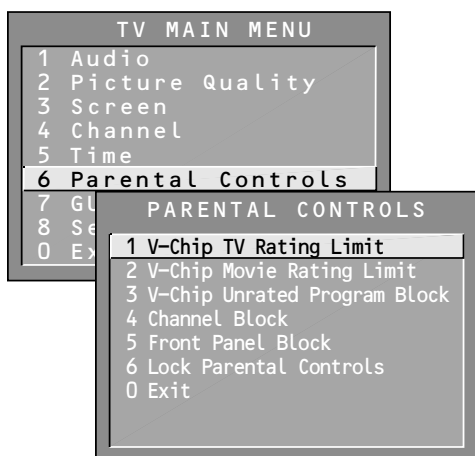 TV MAIN MENU
1 Audio
2 Picture Quality
3 Screen
4 Channel
5 Time
6 Parental Controls
7
8
0
PARENTAL CONTROLS
1 V-Chip TV Rating Limit
2 V-Chip Movie Rating Limit
3 V-Chip Unrated Program Block
4 Channel Block
5 Front Panel Block
6 Lock Parental Controls
0 Exit